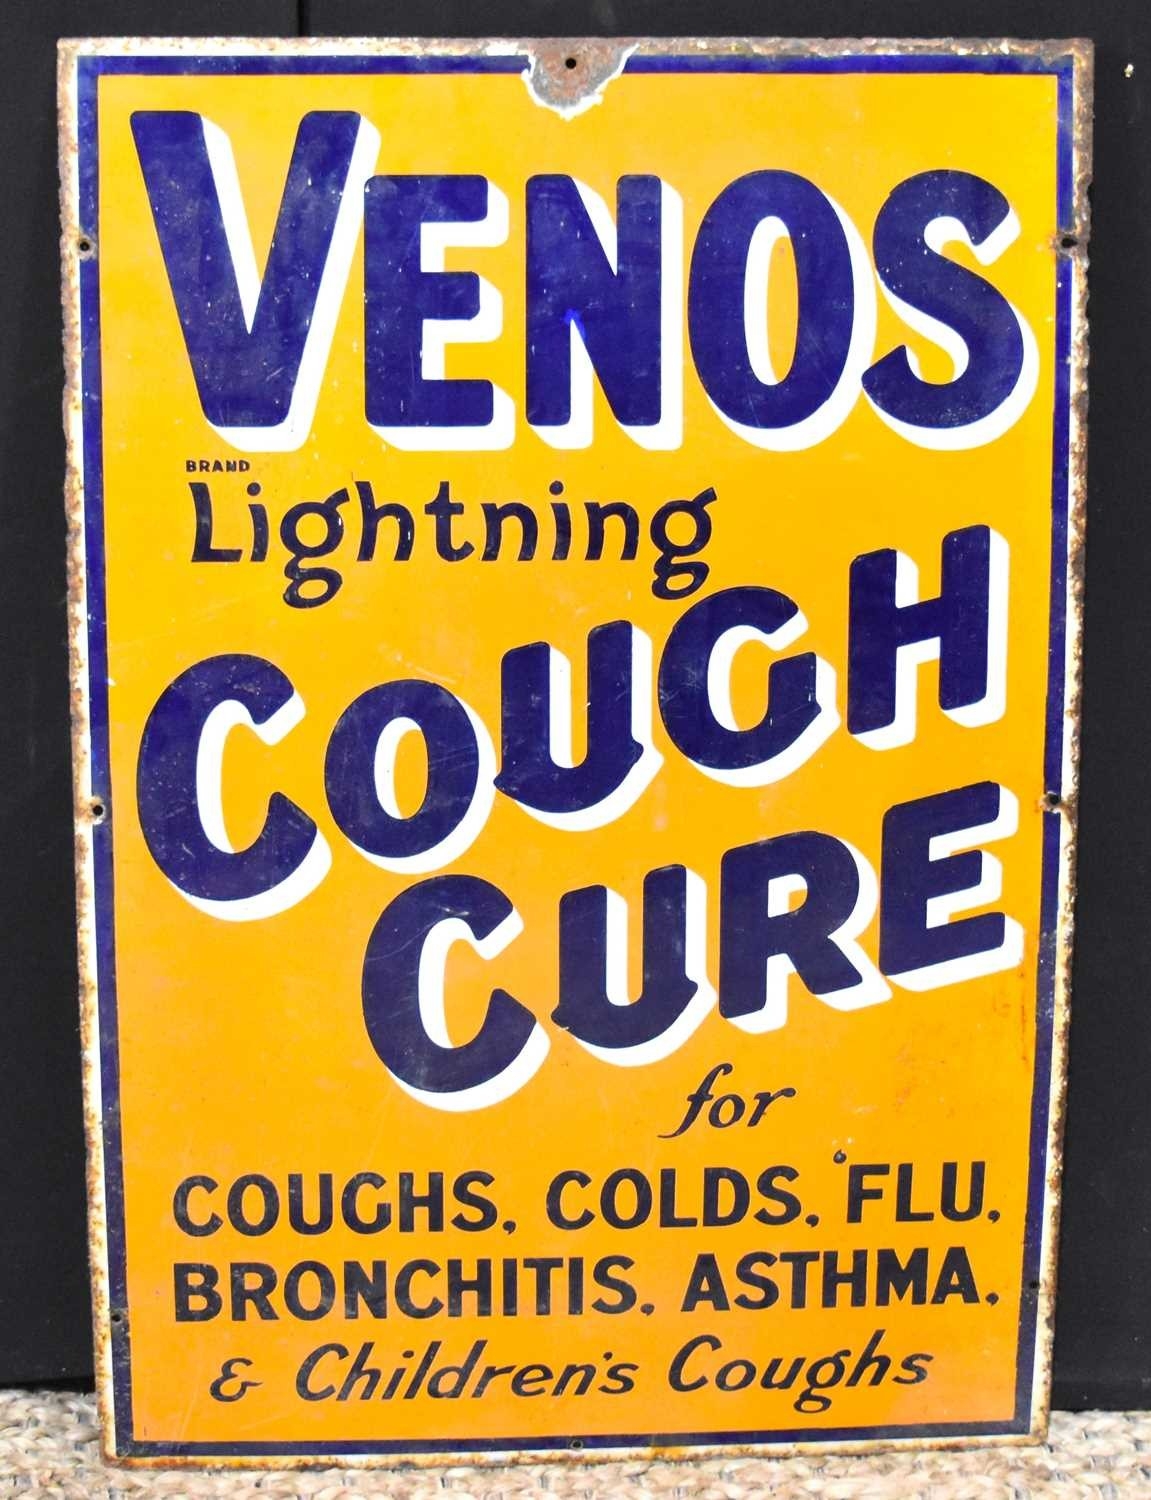 VENOS
BRAND
Lightning
COUGH
CURE
for
COUGHS, COLDS, 'FLU,
BRONCHITIS, ASTHMA,
& Children's Coughs